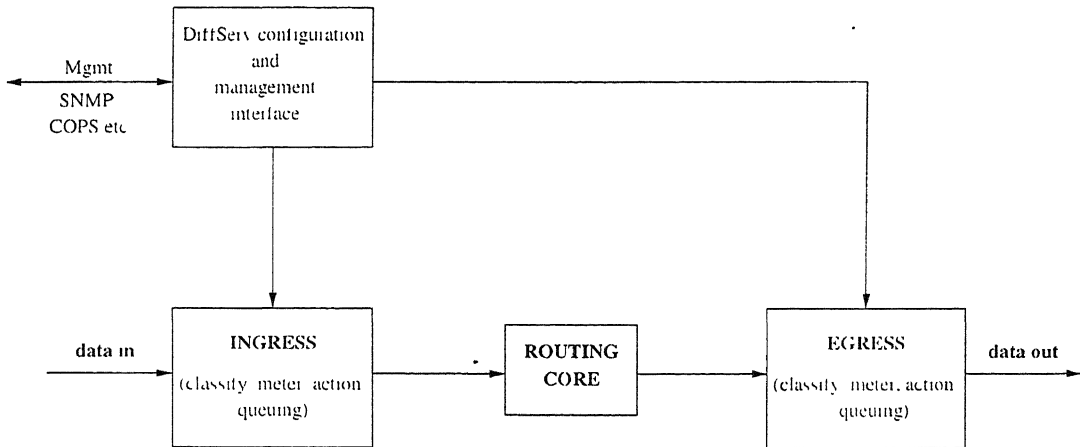 DiffServ configuration
and
management
interface
Mgmt
SNMP
COPS etc
data in
INGRESS
(classify meter action
queuing)
ROUTING
CORE
EGRESS
(classify meter, action
queuing)
data out